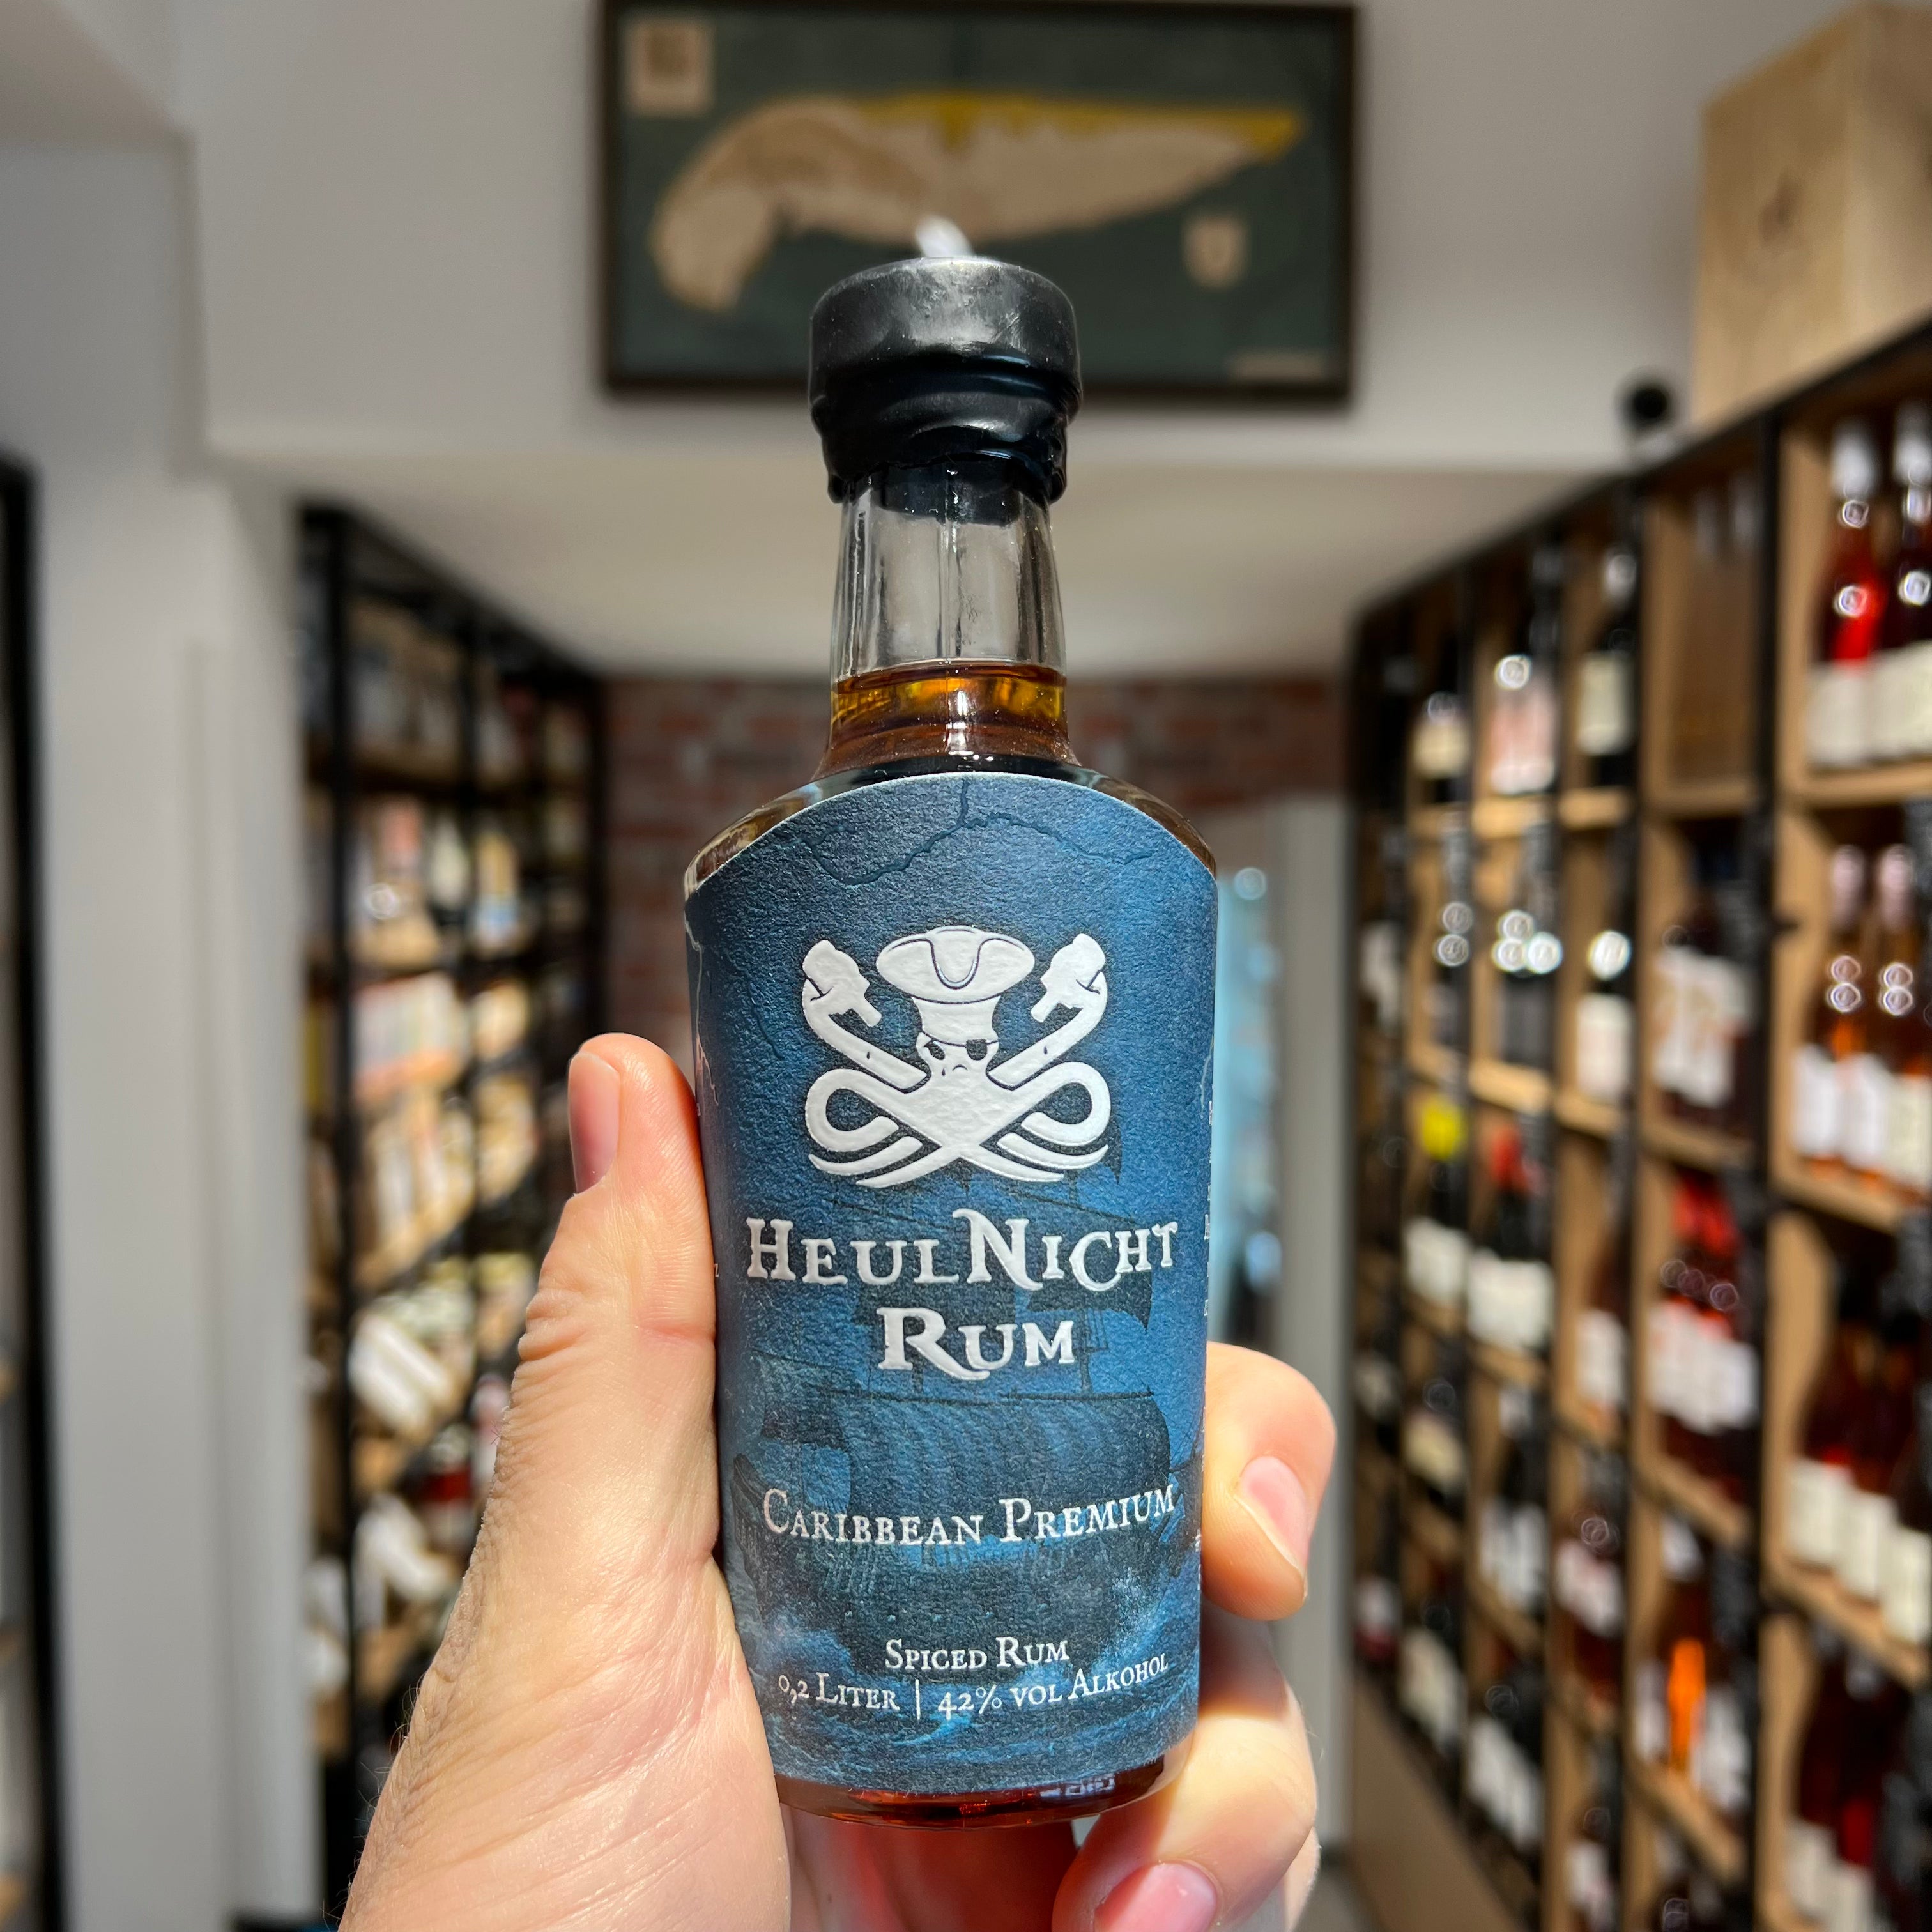 HeulNicht
Rum
Caribbean Premium
Spiced Rum
0,2 Liter | 42% vol Alkohol